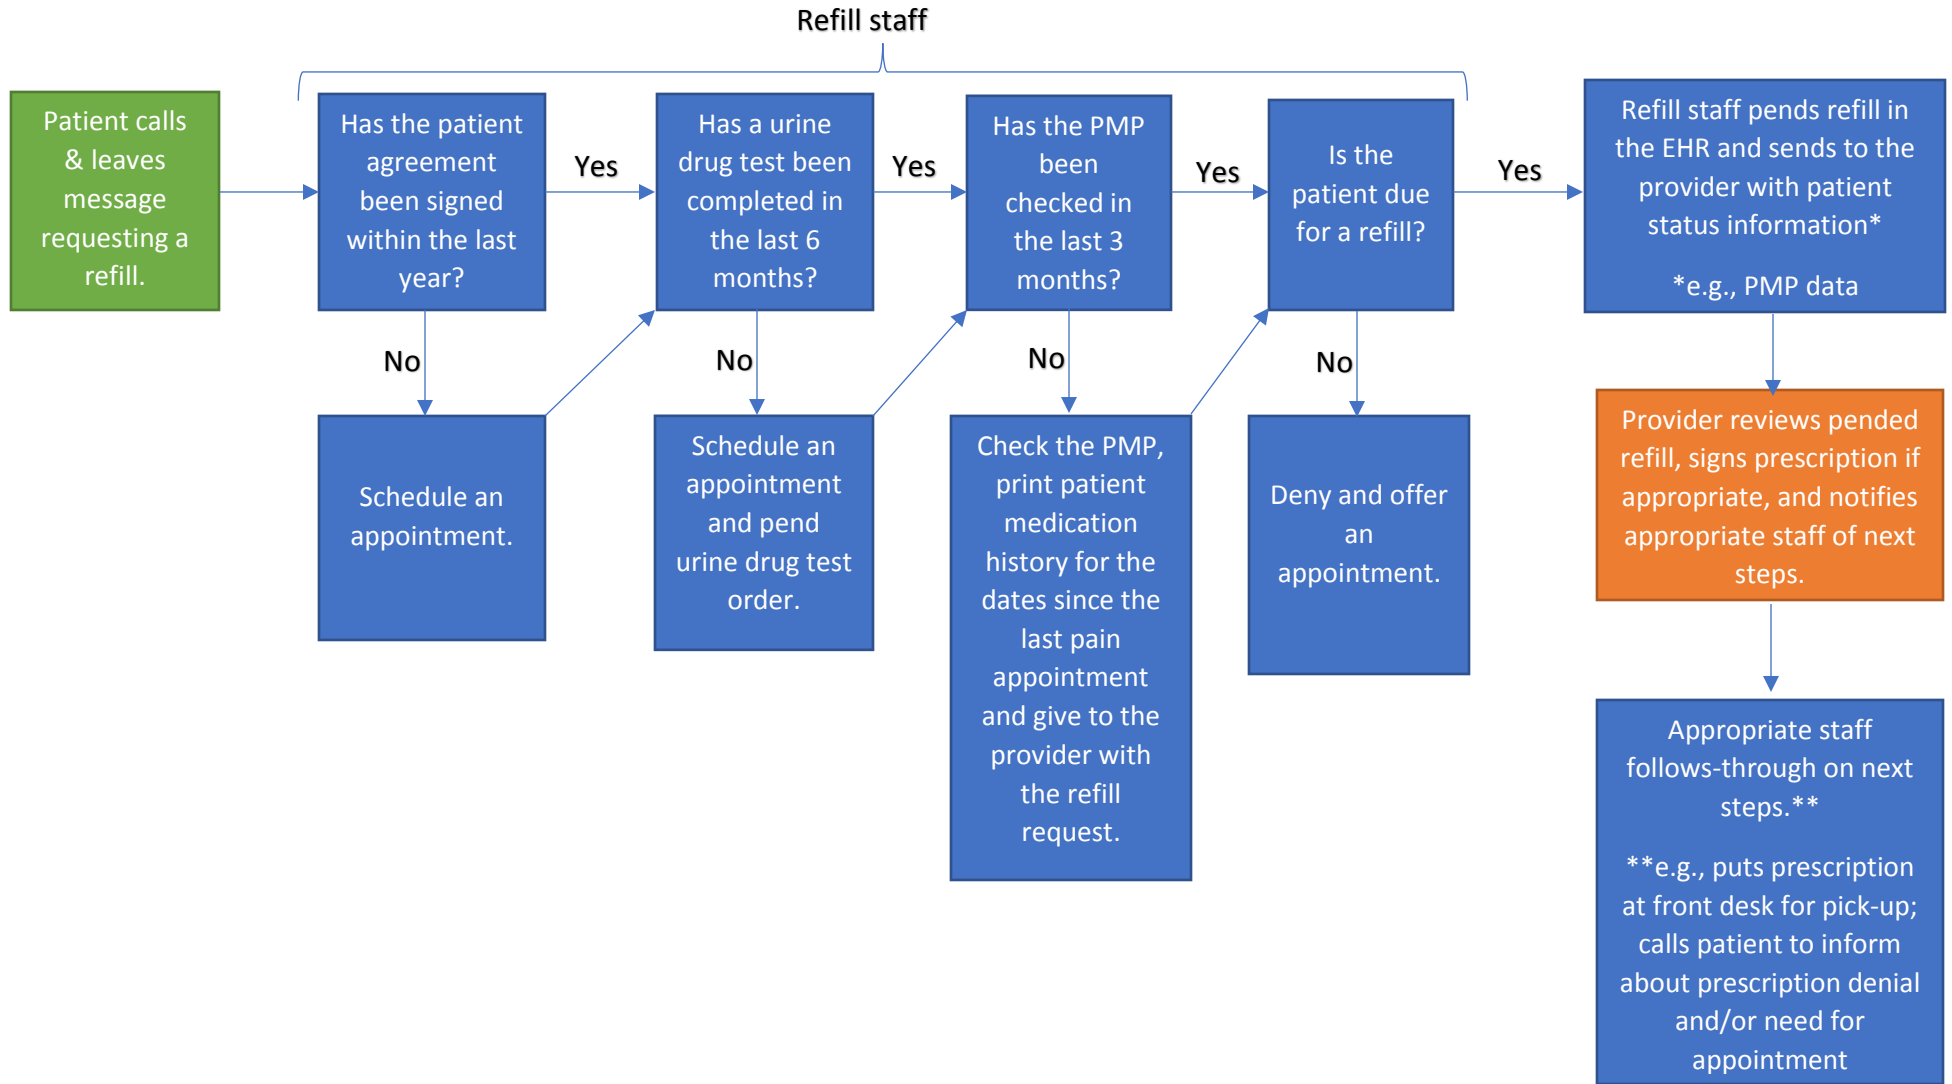 Refill staff
Patient calls
& leaves
message
requesting a
refill.
Has the patient
agreement
been signed
within the last
year?
Yes
Has a urine
drug test been
completed in
the last 6
months?
Yes
Has the PMP
been
checked in
the last 3
months?
Yes
Is the
patient due
for a refill?
Yes
Refill staff pends refill in
the EHR and sends to the
provider with patient
status information*
*e.g., PMP data
No
No
No
No
Schedule an
appointment.
Schedule an
appointment
and pend
urine drug test
order.
Check the PMP,
print patient
medication
history for the
dates since the
last pain
appointment
and give to the
provider with
the refill
request.
Deny and offer
an
appointment.
Provider reviews pended
refill, signs prescription if
appropriate, and notifies
appropriate staff of next
steps.
Appropriate staff
follows-through on next
steps.**
**e.g., puts prescription
at front desk for pick-up;
calls patient to inform
about prescription denial
and/or need for
appointment